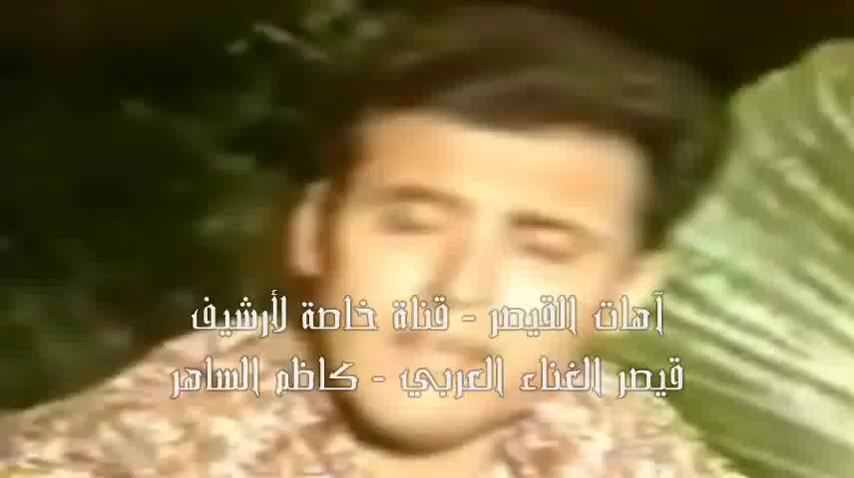 آهات القيصر - قناة خاصة لأرشيف
قيصر الغناء العربي - كاظم الساهر